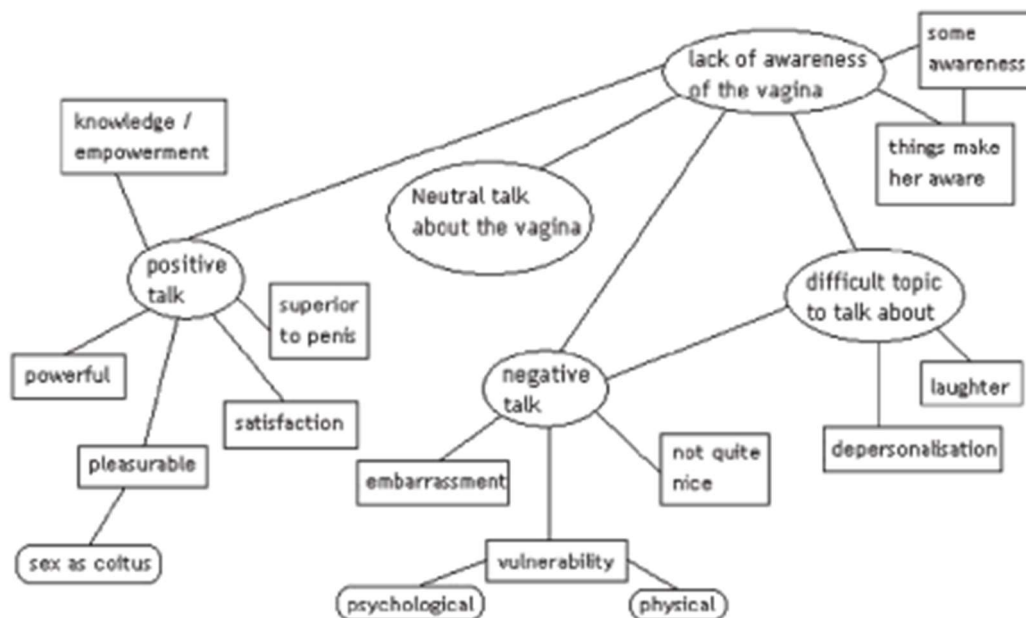 some
awareness
lack of awareness
of the vagina
knowledge /
empowerment
things make
her aware
Neutral talk
about the vagina
positive
talk
difficult topic
to talk about
superior
to penis
powerful
negative
talk
laughter
satisfaction
depersonalisation
pleasurable
not quite
nice
embarrassment
sex as coitus
vulnerability
psychological
physical